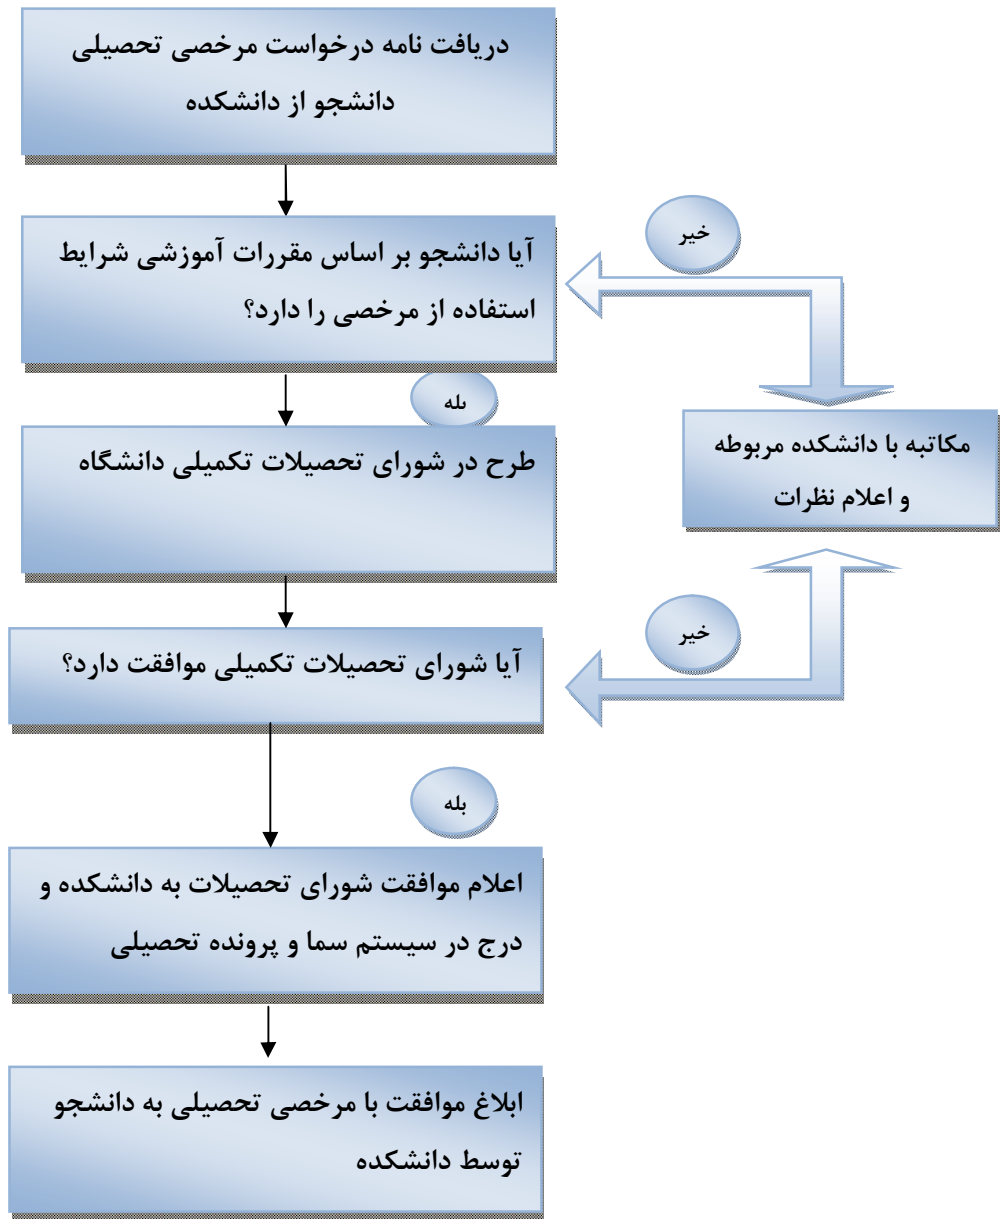 دریافت نامه درخواست مرخصی تحصیلی
دانشجو از دانشکده
خیر
آیا دانشجو بر اساس مقررات آموزشی شرایط
استفاده از مرخصی را دارد؟
بله
مکاتبه با دانشکده مربوطه
و اعلام نظرات
طرح در شورای تحصیلات تکمیلی دانشگاه
خیر
آیا شورای تحصیلات تکمیلی موافقت دارد؟
بله
اعلام موافقت شورای تحصیلات به دانشکده و
درج در سیستم سما و پرونده تحصیلی
ابلاغ موافقت با مرخصی تحصیلی به دانشجو
توسط دانشکده